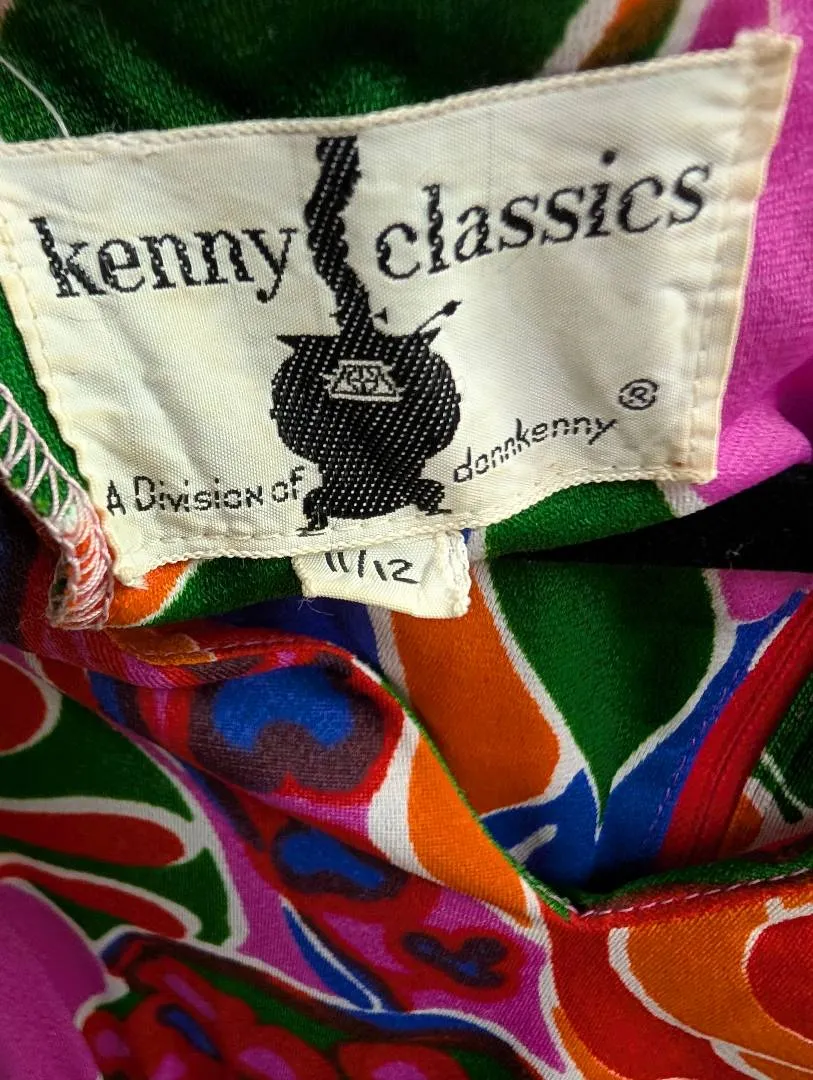 kenny classics
A Division of donnkenny ®
11/12